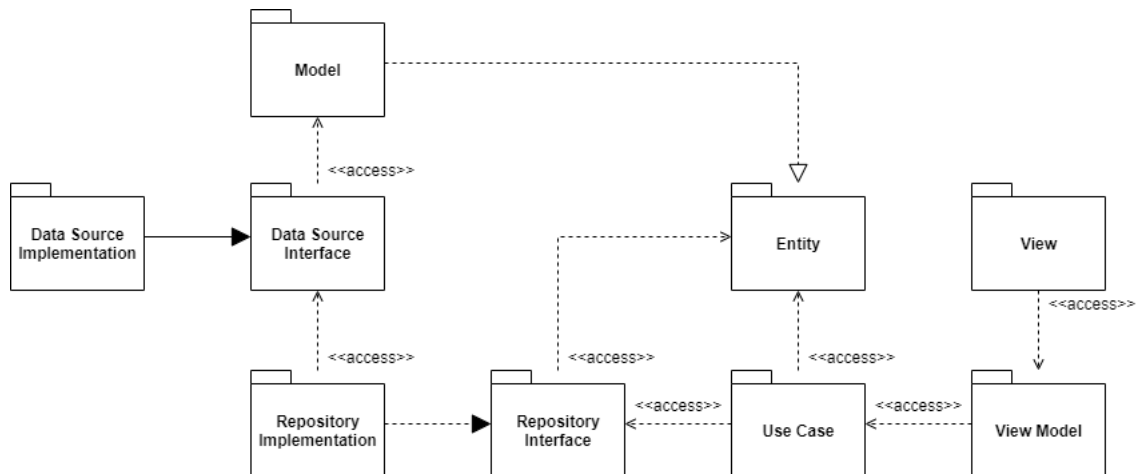 Model
<<access>>
Data Source
Implementation
Data Source
Interface
Entity
View
<<access>>
<<access>>
<<access>>
<<access>>
<<access>>
<<access>>
Repository
Implementation
Repository
Interface
Use Case
View Model